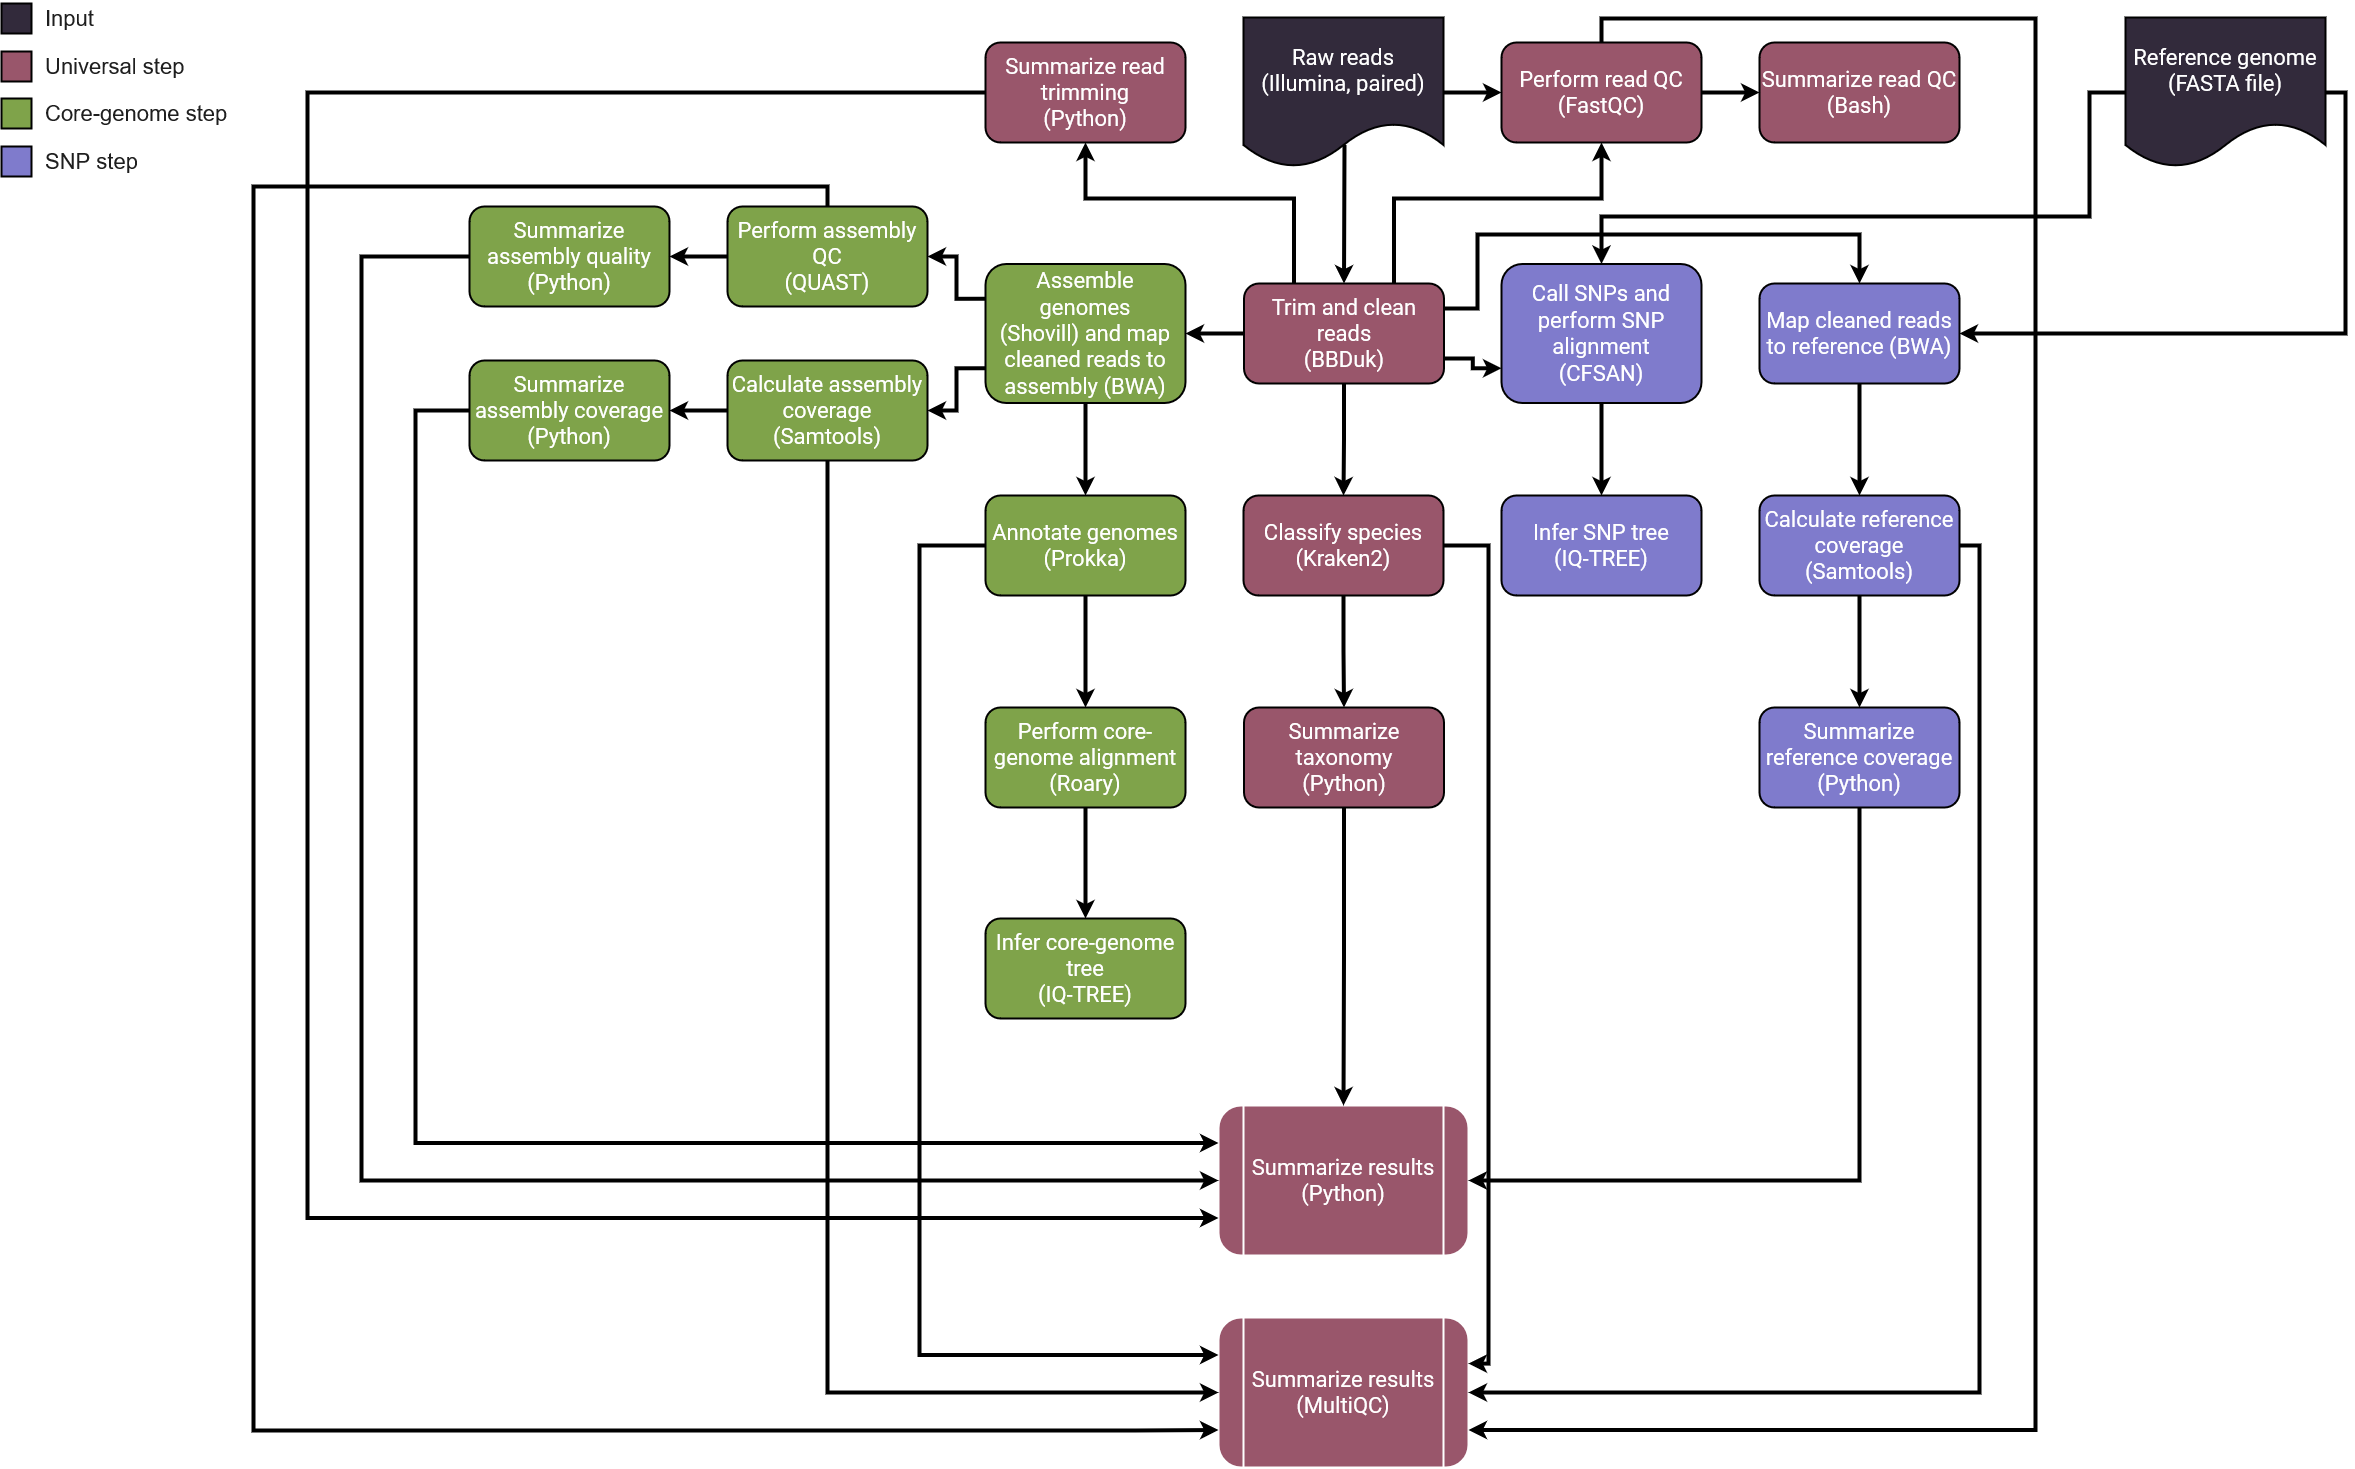 Input
Universal step
Core-genome step
SNP step
Summarize read
trimming
(Python)
Raw reads
(Illumina, paired)
Perform read QC
(FastQC)
Summarize read QC
(Bash)
Reference genome
(FASTA file)
Summarize
assembly quality
(Python)
Perform assembly
QC
(QUAST)
Assemble
genomes
(Shovill) and map
cleaned reads to
assembly (BWA)
Trim and clean
reads
(BBDuk)
Call SNPs and
perform SNP
alignment
(CFSAN)
Map cleaned reads
to reference (BWA)
Summarize
assembly coverage
(Python)
Calculate assembly
coverage
(Samtools)
Annotate genomes
(Prokka)
Classify species
(Kraken2)
Infer SNP tree
(IQ-TREE)
Calculate reference
coverage
(Samtools)
Perform core-
genome alignment
(Roary)
Summarize
taxonomy
(Python)
Summarize
reference coverage
(Python)
Infer core-genome
tree
(IQ-TREE)
Summarize results
(Python)
Summarize results
(MultiQC)